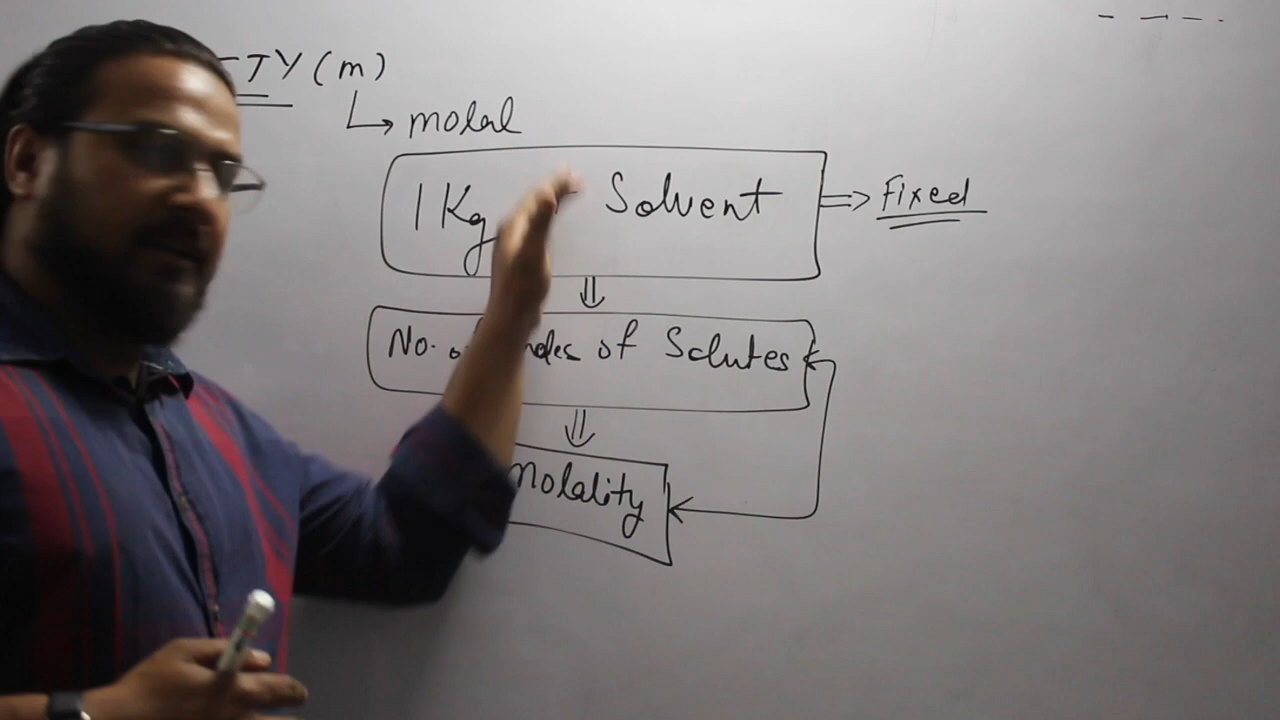 TY (m)
molal
1 Kg Solvent ⇒ Fixed
No. of moles of Solutes
molality